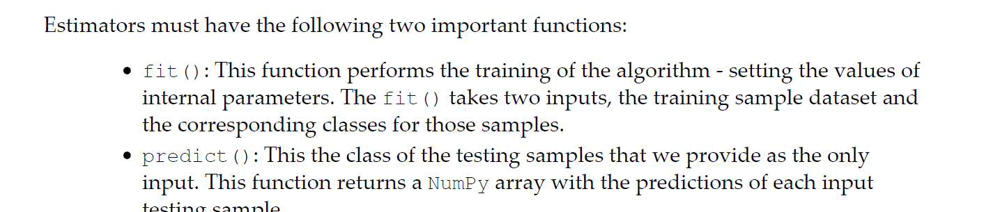 Estimators must have the following two important functions:
• fit(): This function performs the training of the algorithm - setting the values of
internal parameters. The fit() takes two inputs, the training sample dataset and
the corresponding classes for those samples.
• predict(): This the class of the testing samples that we provide as the only
input. This function returns a NumPy array with the predictions of each input
testing sample